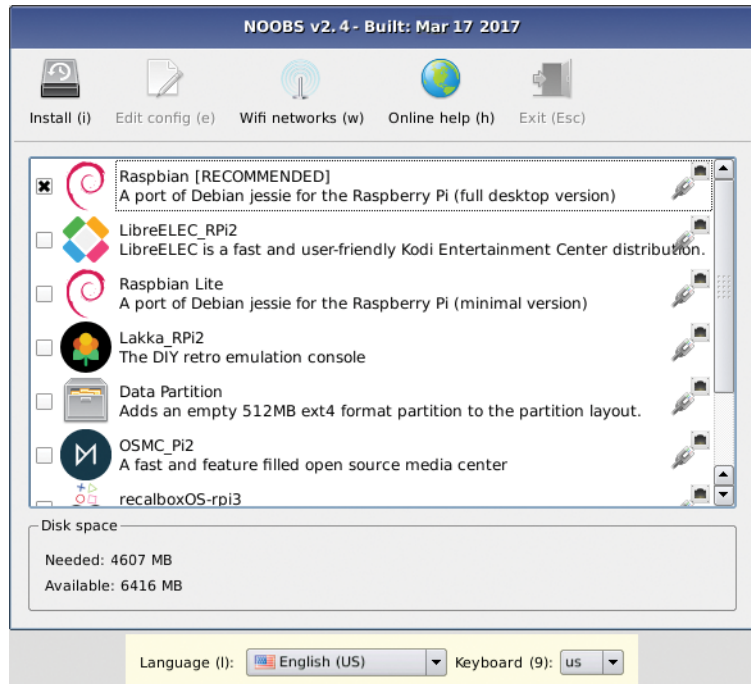 NOOBS v2.4 - Built: Mar 17 2017
Install (i)
Edit config (e)
Wifi networks (w)
Online help (h)
Exit (Esc)
Raspbian [RECOMMENDED]
A port of Debian jessie for the Raspberry Pi (full desktop version)
LibreELEC_RPi2
LibreELEC is a fast and user-friendly Kodi Entertainment Center distribution.
Raspbian Lite
A port of Debian jessie for the Raspberry Pi (minimal version)
Lakka_RPi2
The DIY retro emulation console
Data Partition
Adds an empty 512MB ext4 format partition to the partition layout.
OSMC_Pi2
A fast and feature filled open source media center
recalboxOS-rpi3
Disk space
Needed: 4607 MB
Available: 6416 MB
Language (l): English (US) Keyboard (9): us